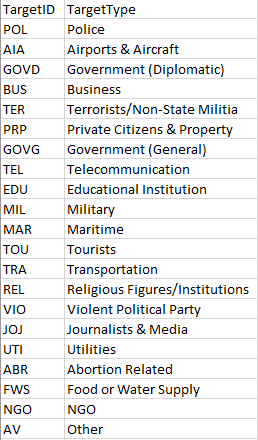 TargetID TargetType
POL Police
AIA Airports & Aircraft
GOVD Government (Diplomatic)
BUS Business
TER Terrorists/Non-State Militia
PRP Private Citizens & Property
GOVG Government (General)
TEL Telecommunication
EDU Educational Institution
MIL Military
MAR Maritime
TOU Tourists
TRA Transportation
REL Religious Figures/Institutions
VIO Violent Political Party
JOJ Journalists & Media
UTI Utilities
ABR Abortion Related
FWS Food or Water Supply
NGO NGO
AV Other